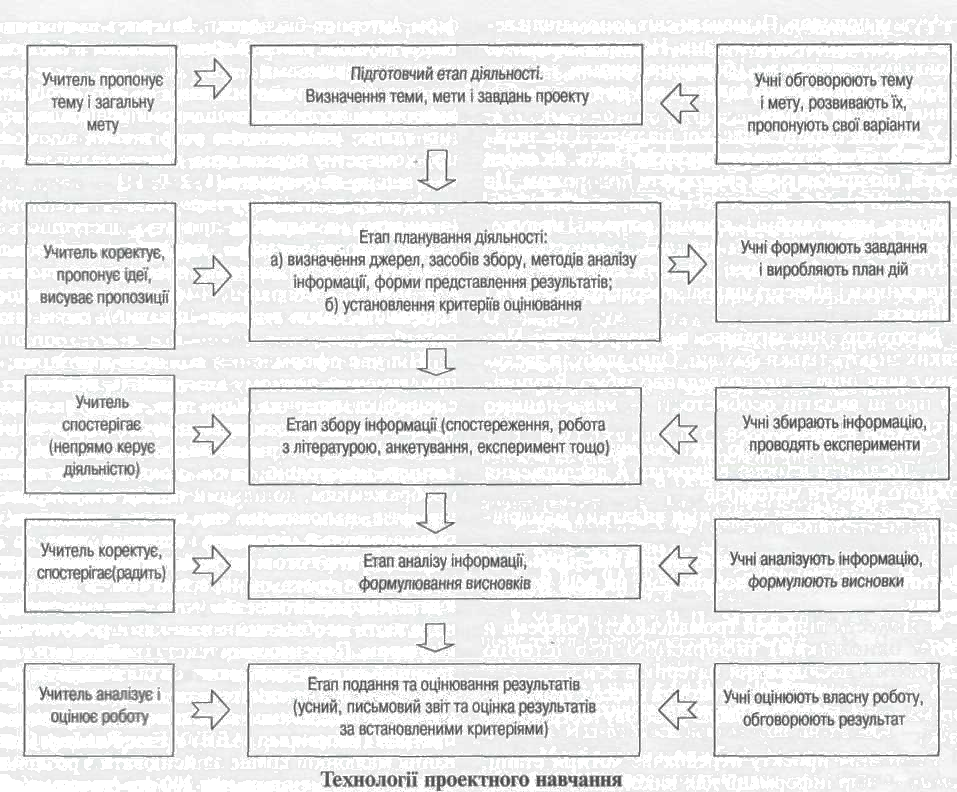 Учитель пропонує
тему і загальну
мету
Підготовчий етап діяльності.
Визначення теми, мети і завдань проекту
Учні обговорюють тему
і мету, розвивають їх,
пропонують свої варіанти
Учитель коректує,
пропонує ідеї,
висуває пропозиції
Етап планування діяльності:
а) визначення джерел, засобів збору, методів аналізу
інформації, форми представлення результатів;
б) установлення критеріїв оцінювання
Учні формулюють завдання
і виробляють план дій
Учитель
спостерігає
(непрямо керує
діяльністю)
Етап збору інформації (спостереження, робота
з літературою, анкетування, експеримент тощо)
Учні збирають інформацію,
проводять експерименти
Учитель коректує,
спостерігає(радить)
Етап аналізу інформації,
формулювання висновків
Учні аналізують інформацію,
формулюють висновки
Учитель аналізує і
оцінює роботу
Етап подання та оцінювання результатів
(усний, письмовий звіт та оцінка результатів
за встановленими критеріями)
Учні оцінюють власну роботу,
обговорюють результат
Технології проектного навчання